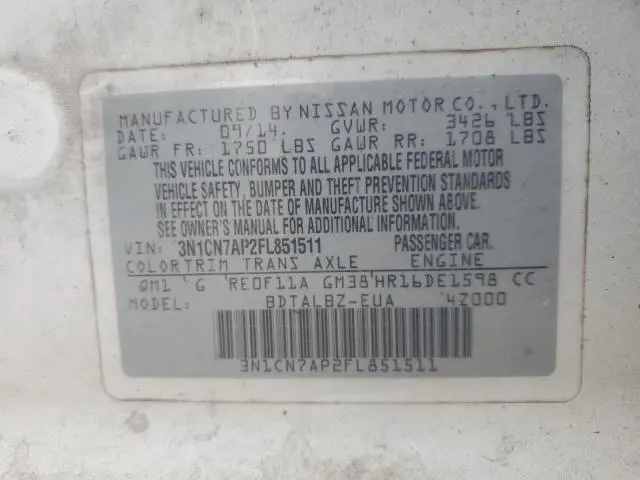 MANUFACTURED BY NISSAN MOTOR CO., LTD.
DATE: 09/14. GVWR: 3426 LBS
GAWR FR: 1750 LBS GAWR RR: 1708 LBS
THIS VEHICLE CONFORMS TO ALL APPLICABLE FEDERAL MOTOR
VEHICLE SAFETY, BUMPER AND THEFT PREVENTION STANDARDS
IN EFFECT ON THE DATE OF MANUFACTURE SHOWN ABOVE.
SEE OWNER'S MANUAL FOR ADDITIONAL INFORMATION.
VIN: 3N1CN7AP2FL851511 PASSENGER CAR.
COLOR TRIM TRANS AXLE ENGINE
QM1 G RE0F11A GM38 HR16DE1598 CC
BDTALBZ-EUA 4Z000
3N1CN7AP2FL851511